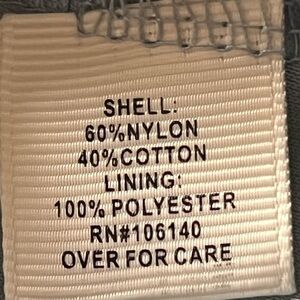 SHELL:
60%NYLON
40%COTTON
LINING:
100% POLYESTER
RN#106140
OVER FOR CARE